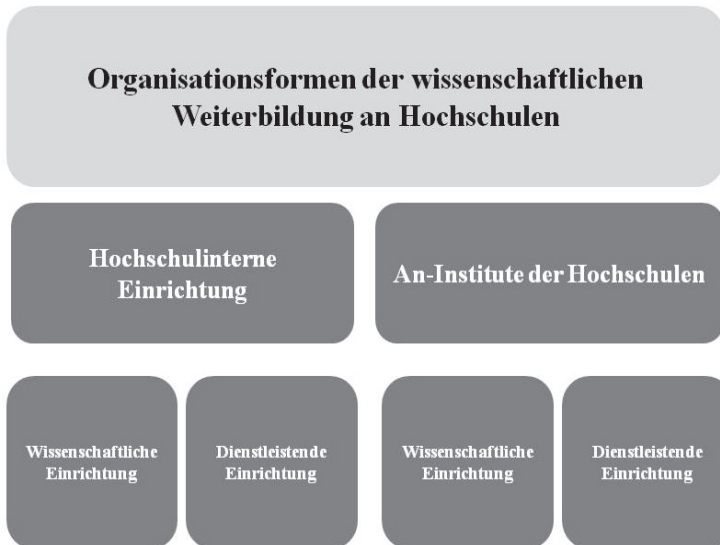 Organisationsformen der wissenschaftlichen
Weiterbildung an Hochschulen
Hochschulinterne
Einrichtung
An-Institute der Hochschulen
Wissenschaftliche
Einrichtung
Dienstleistende
Einrichtung
Wissenschaftliche
Einrichtung
Dienstleistende
Einrichtung